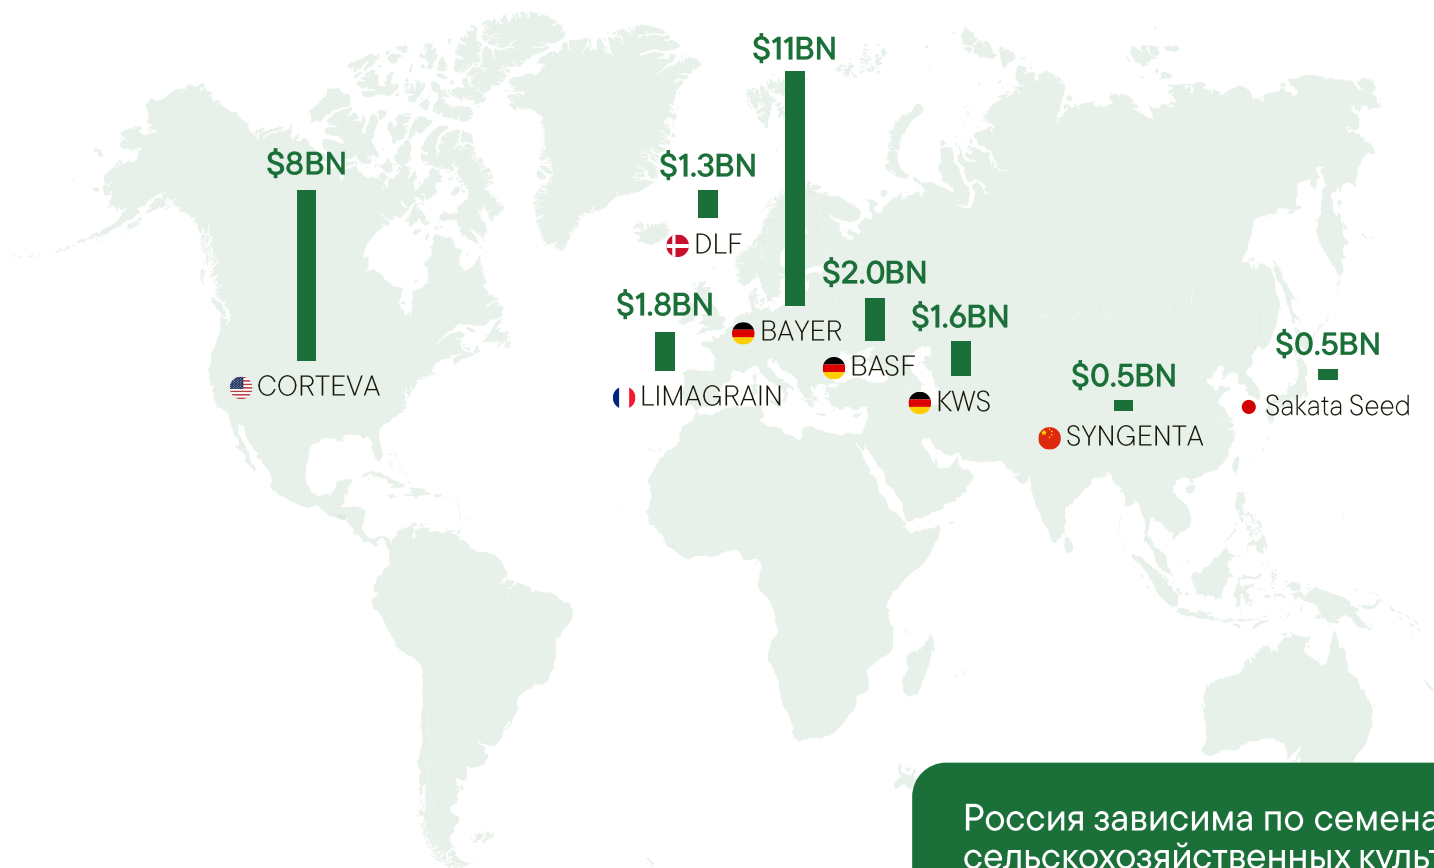 $11BN
$8BN
$1.3BN
DLF
$2.0BN
$1.8BN
$1.6BN
BAYER
$0.5BN
BASF
$0.5BN
CORTEVA
LIMAGRAIN
KWS
Sakata Seed
SYNGENTA
Россия зависима по
сельскохозяйственных